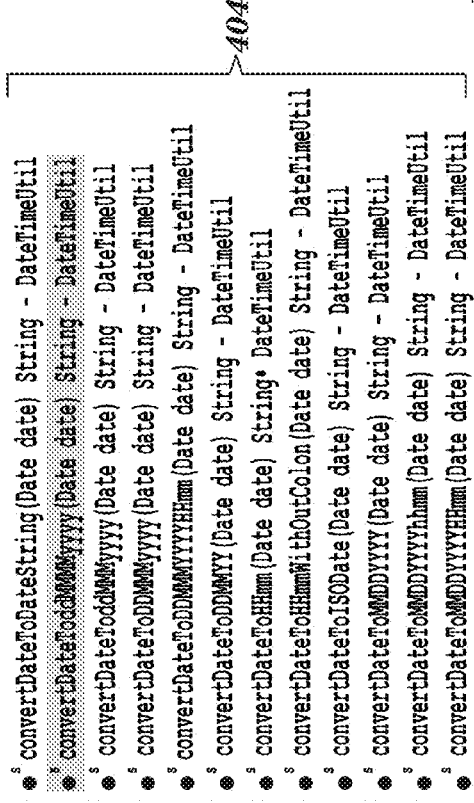 S convertDateToDateString(Date date) String - DateTimeUtil
S convertDateToddMMMyyyy(Date date) String - DateTimeUtil
S convertDateToddMMMyyyy(Date date) String - DateTimeUtil
S convertDateToDDMMMyyyy(Date date) String - DateTimeUtil
S convertDateToDDMMMYYYYHHmm(Date date) String - DateTimeUtil
S convertDateToDDMMYY(Date date) String - DateTimeUtil
S convertDateToHHmm(Date date) String* DateTimeUtil
S convertDateToHHmmWithOutColon(Date date) String - DateTimeUtil
S convertDateToISODate(Date date) String - DateTimeUtil
S convertDateToMMDDYYYY(Date date) String - DateTimeUtil
S convertDateToMMDDYYYYhhmm(Date date) String - DateTimeUtil
S convertDateToMMDDYYYYHHmm(Date date) String - DateTimeUtil
404